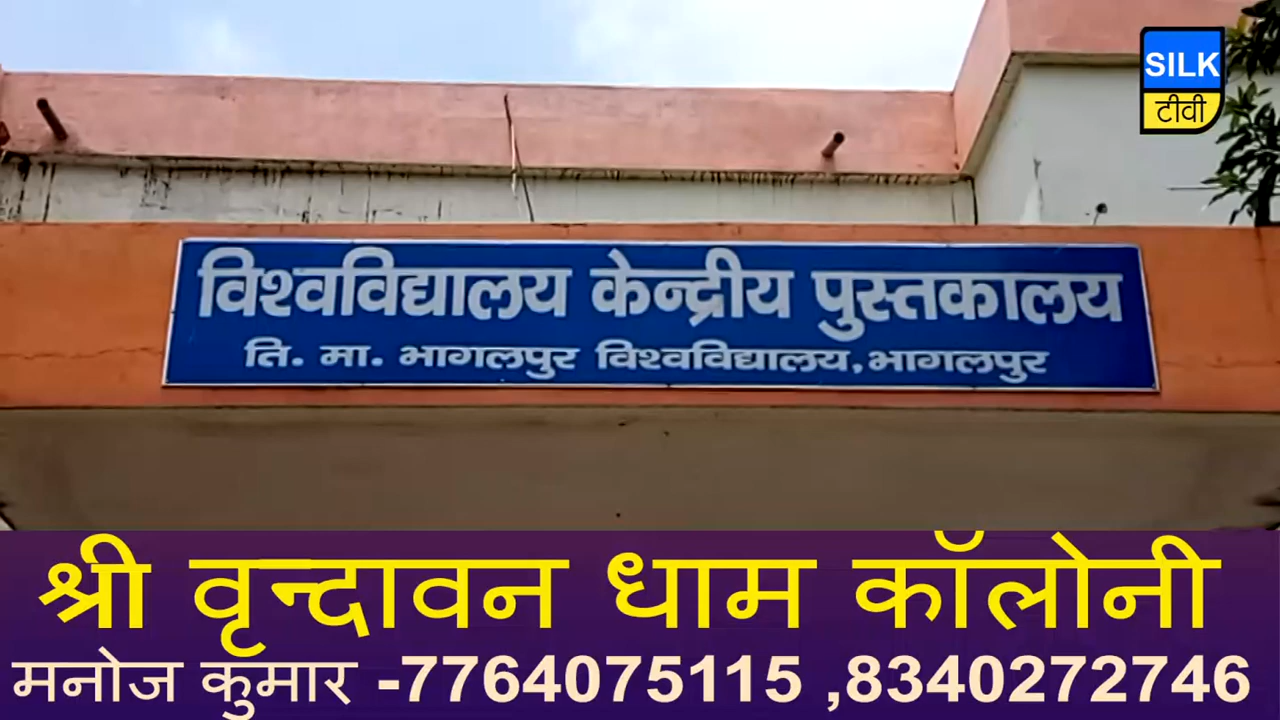 SILK
टीवी
विश्वविद्यालय केन्द्रीय पुस्तकालय
ति. मा. भागलपुर विश्वविद्यालय,भागलपुर
श्री वृन्दावन धाम कॉलोनी
मनोज कुमार -7764075115 ,8340272746